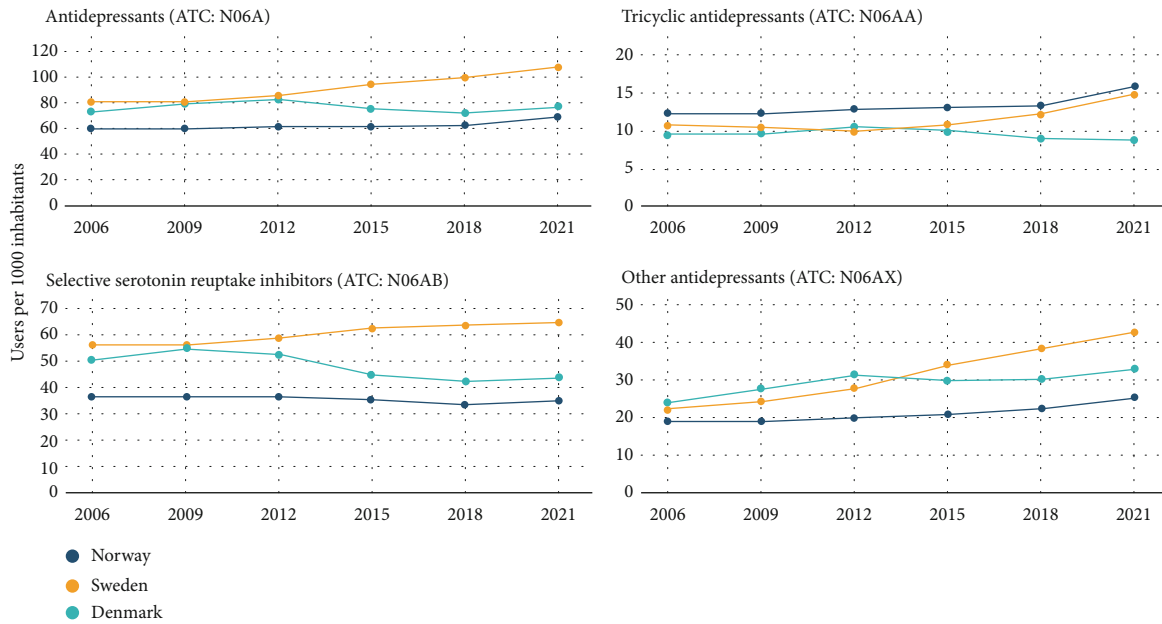 Antidepressants (ATC: N06A)
120
100
80
60
40
20
0
2006 2009 2012 2015 2018 2021
Tricyclic antidepressants (ATC: N06AA)
20
15
10
5
0
2006 2009 2012 2015 2018 2021
Users per 1000 inhabitants
Selective serotonin reuptake inhibitors (ATC: N06AB)
70
60
50
40
30
20
10
0
2006 2009 2012 2015 2018 2021
Other antidepressants (ATC: N06AX)
50
40
30
20
10
0
2006 2009 2012 2015 2018 2021
Norway
Sweden
Denmark